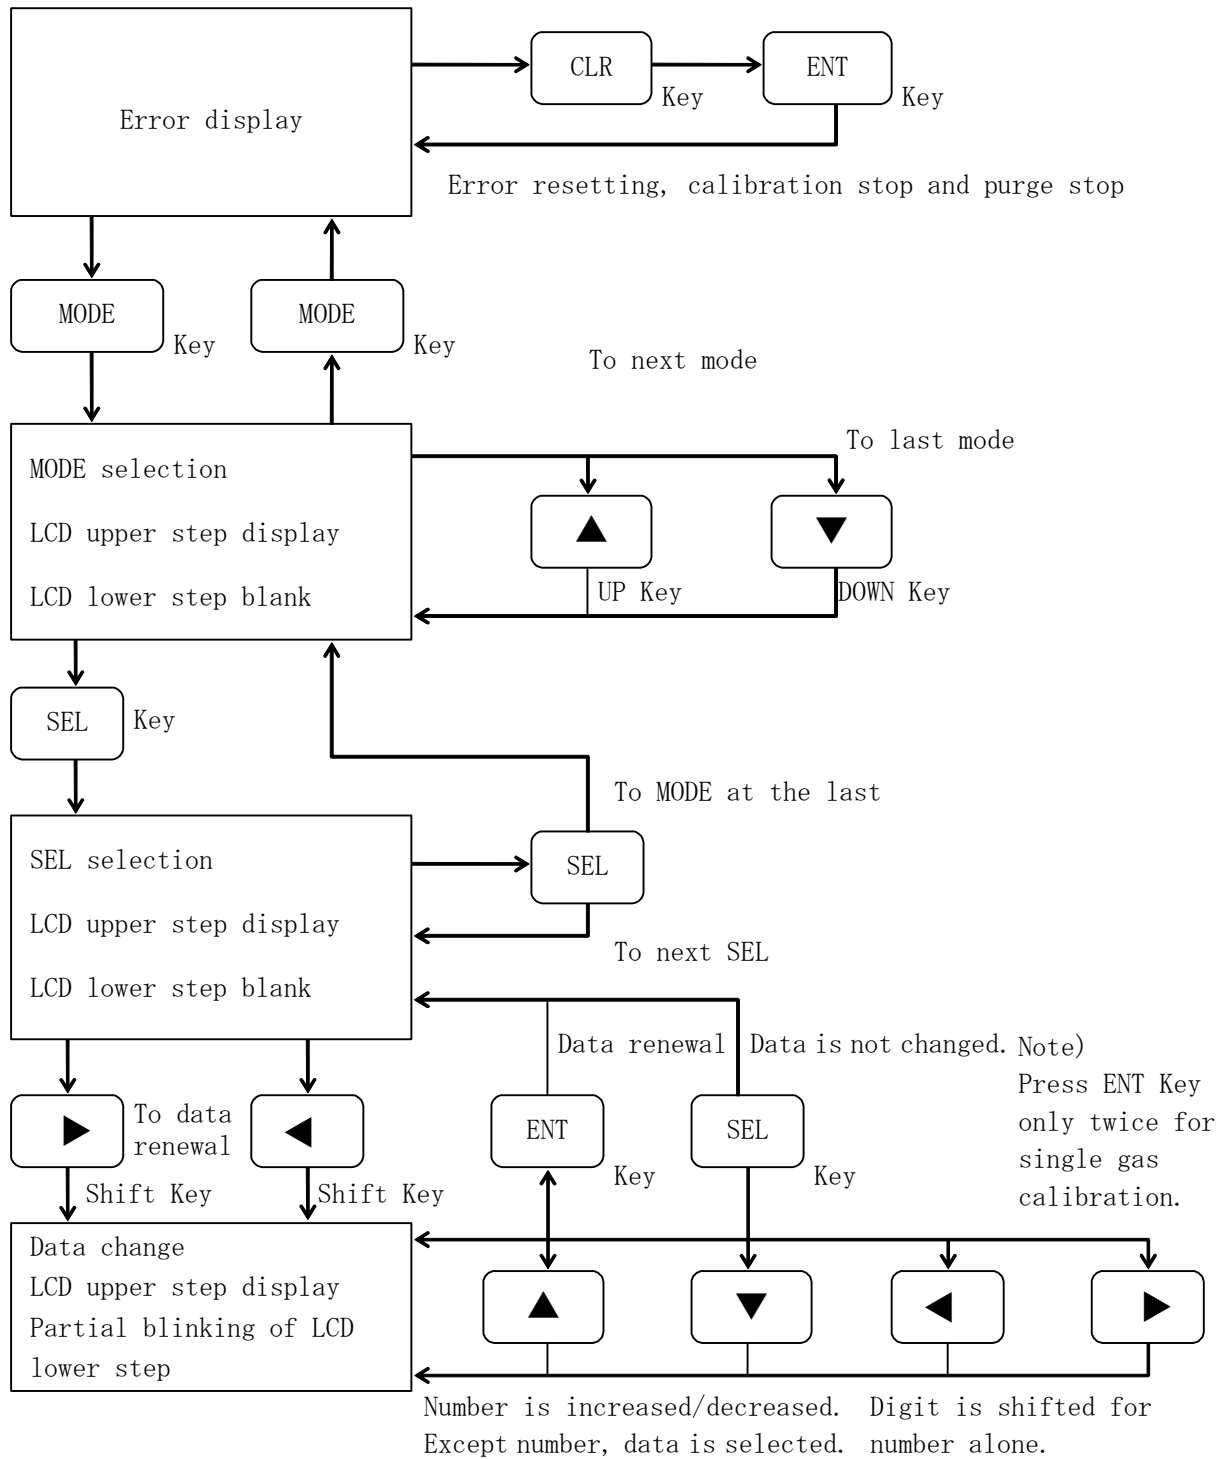 CLR
ENT
Key
Key
Error display
Error resetting, calibration stop and purge stop
MODE
Key
MODE
Key
To next mode
To last mode
MODE selection
LCD upper step display
LCD lower step blank
▲
▼
UP Key
DOWN Key
SEL
Key
To MODE at the last
SEL selection
LCD upper step display
LCD lower step blank
SEL
To next SEL
Data renewal
Data is not changed.
Note)
Press ENT Key
only twice for
single gas
calibration.
▶
To data
renewal
◀
ENT
Key
SEL
Key
Shift Key
Shift Key
Data change
LCD upper step display
Partial blinking of LCD
lower step
▲
▼
◀
▶
Number is increased/decreased.
Except number, data is selected.
Digit is shifted for
number alone.